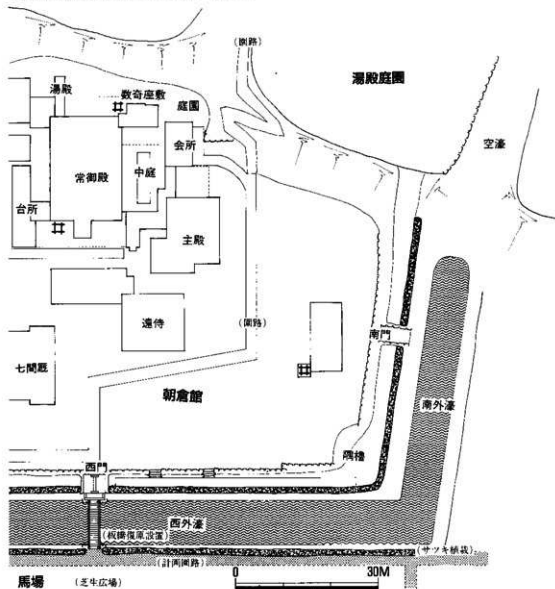 (園路)
湯殿庭園
湯殿
数奇座敷
庭園
空濠
会所
常御殿
中庭
台所
主殿
遠侍
(園路)
南門
七間厩
朝倉館
南外濠
隅櫓
西門
西外濠
(板橋復原設置)
(サツキ植栽)
(計画園路)
馬場 (芝生広場)
0 30M